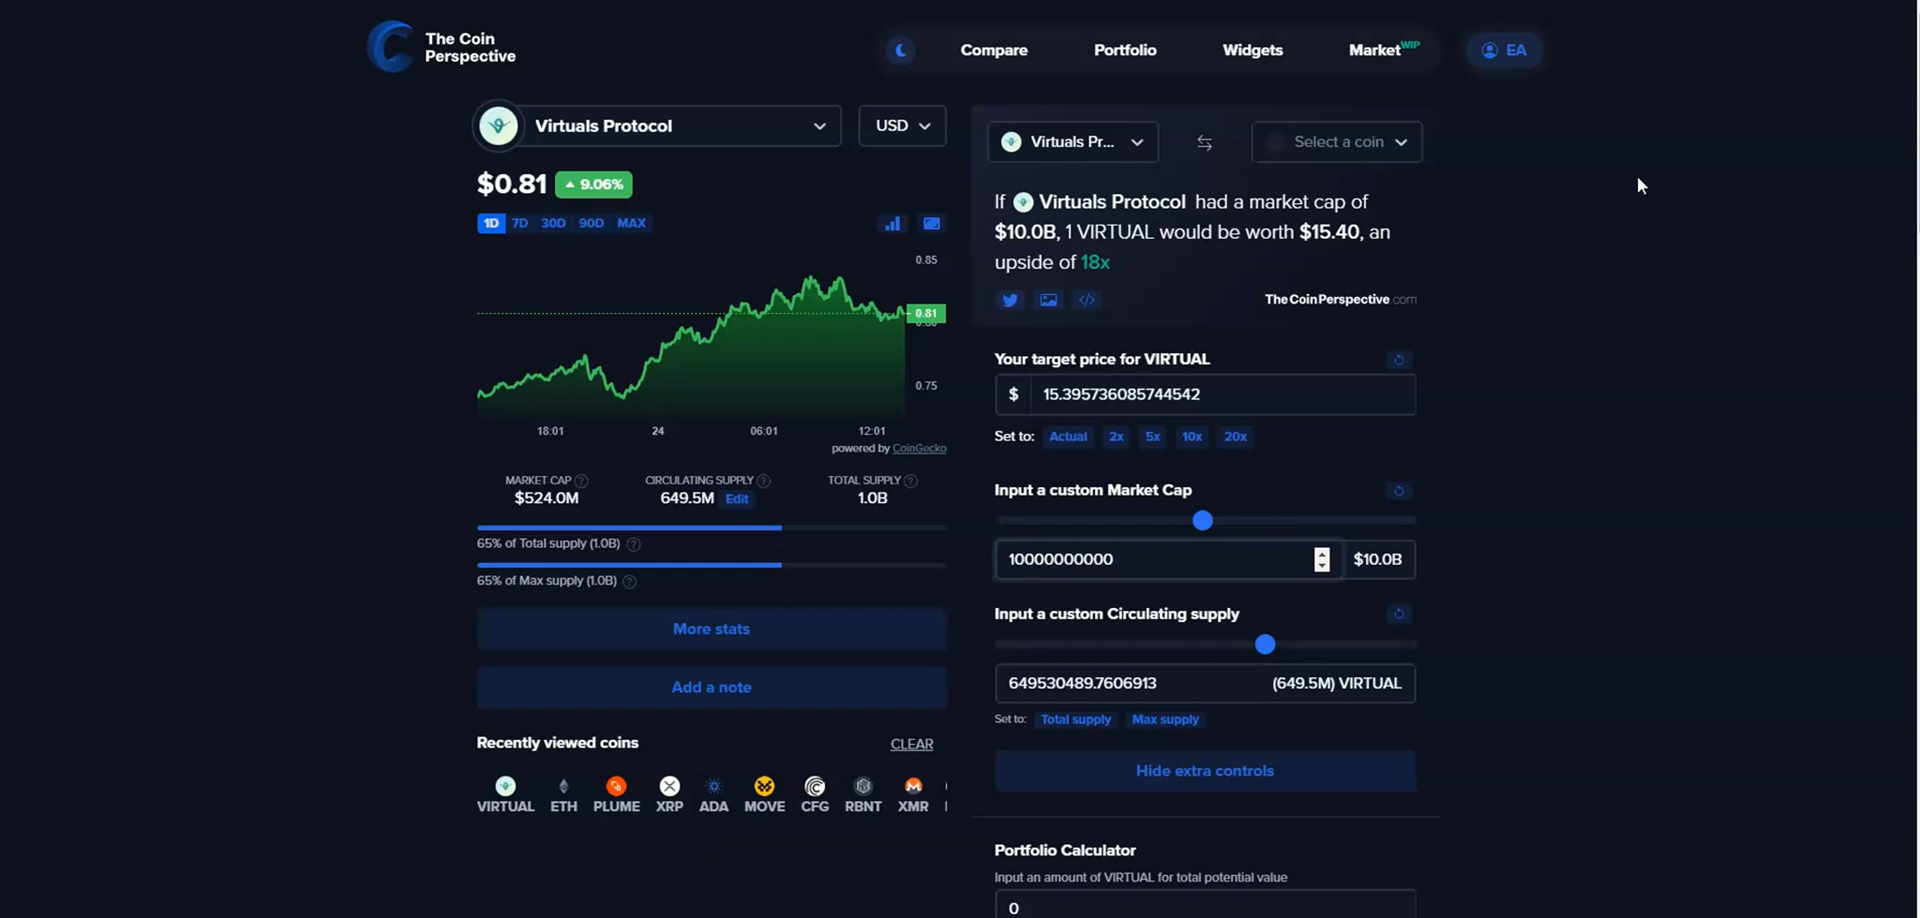 The Coin
Perspective
Compare
Portfolio
Widgets
Market WIP
EA
Virtuals Protocol
USD
$0.81
9.06%
1D 7D 30D 90D MAX
0.85
0.81
0.75
18:01 24 06:01 12:01
powered by CoinGecko
MARKET CAP ?
$524.0M
CIRCULATING SUPPLY ?
649.5M Edit
TOTAL SUPPLY ?
1.0B
65% of Total supply (1.0B) ?
65% of Max supply (1.0B) ?
More stats
Add a note
Recently viewed coins
CLEAR
VIRTUAL ETH PLUME XRP ADA MOVE CFG RBNT XMR
Virtuals Pr...
Select a coin
If Virtuals Protocol had a market cap of
$10.0B, 1 VIRTUAL would be worth $15.40, an
upside of 18x
TheCoinPerspective.com
Your target price for VIRTUAL
$ 15.395736085744542
Set to: Actual 2x 5x 10x 20x
Input a custom Market Cap
10000000000 $10.0B
Input a custom Circulating supply
649530489.7606913 (649.5M) VIRTUAL
Set to: Total supply Max supply
Hide extra controls
Portfolio Calculator
Input an amount of VIRTUAL for total potential value
0